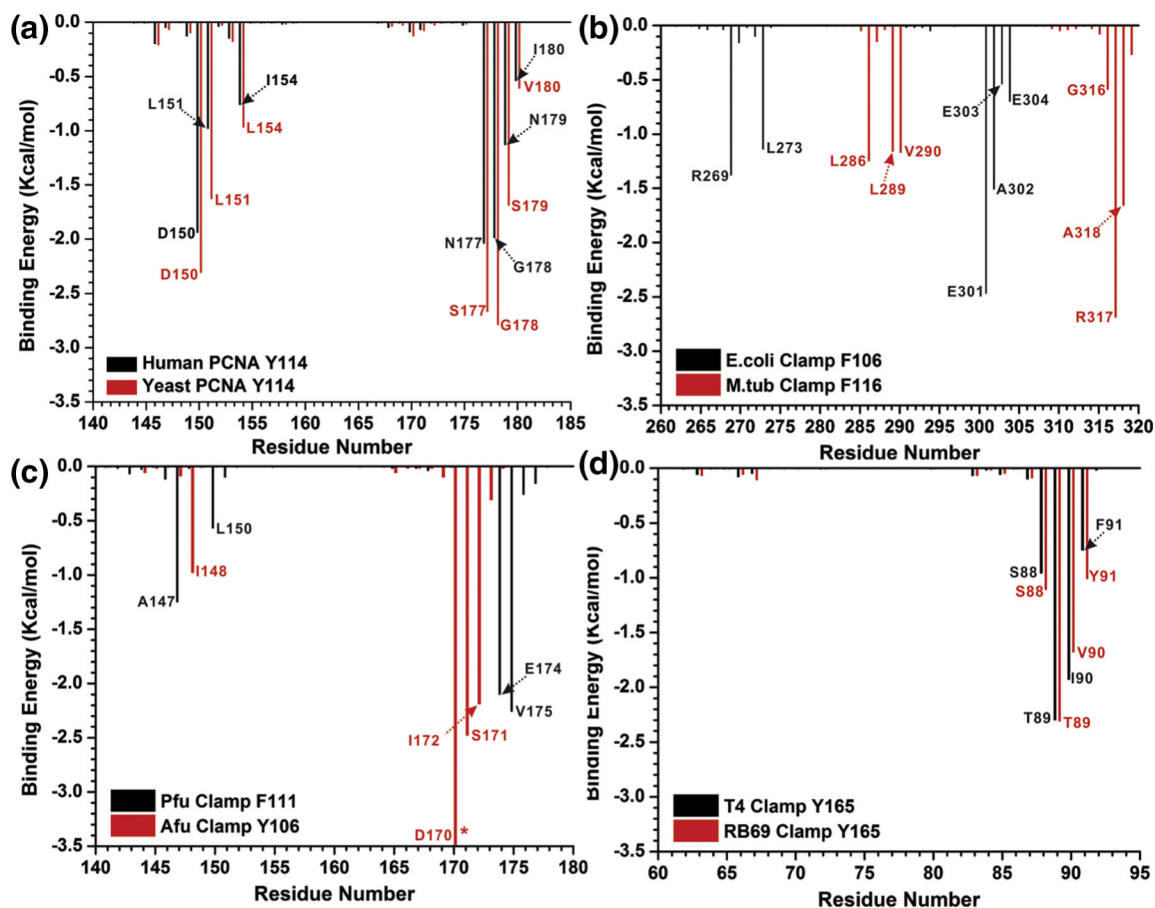 (a)
Binding Energy (Kcal/mol)
0.0
-0.5
-1.0
-1.5
-2.0
-2.5
-3.0
-3.5
I180
I154
V180
L151
N179
L154
L151
S179
D150
N177
G178
D150
S177
G178
Human PCNA Y114
Yeast PCNA Y114
140 145 150 155 160 165 170 175 180 185
Residue Number
(b)
Binding Energy (Kcal/mol)
0.0
-0.5
-1.0
-1.5
-2.0
-2.5
-3.0
-3.5
G316
E303
E304
L273
V290
L286
R269
L289
A302
A318
E301
R317
E.coli Clamp F106
M.tub Clamp F116
260 265 270 275 280 285 290 295 300 305 310 315 320
Residue Number
(c)
Binding Energy (Kcal/mol)
0.0
-0.5
-1.0
-1.5
-2.0
-2.5
-3.0
-3.5
L150
I148
A147
E174
V175
I172
S171
D170 *
Pfu Clamp F111
Afu Clamp Y106
140 145 150 155 160 165 170 175 180
Residue Number
(d)
Binding Energy (Kcal/mol)
0.0
-0.5
-1.0
-1.5
-2.0
-2.5
-3.0
-3.5
F91
S88
Y91
S88
V90
I90
T89
T89
T4 Clamp Y165
RB69 Clamp Y165
60 65 70 75 80 85 90 95
Residue Number